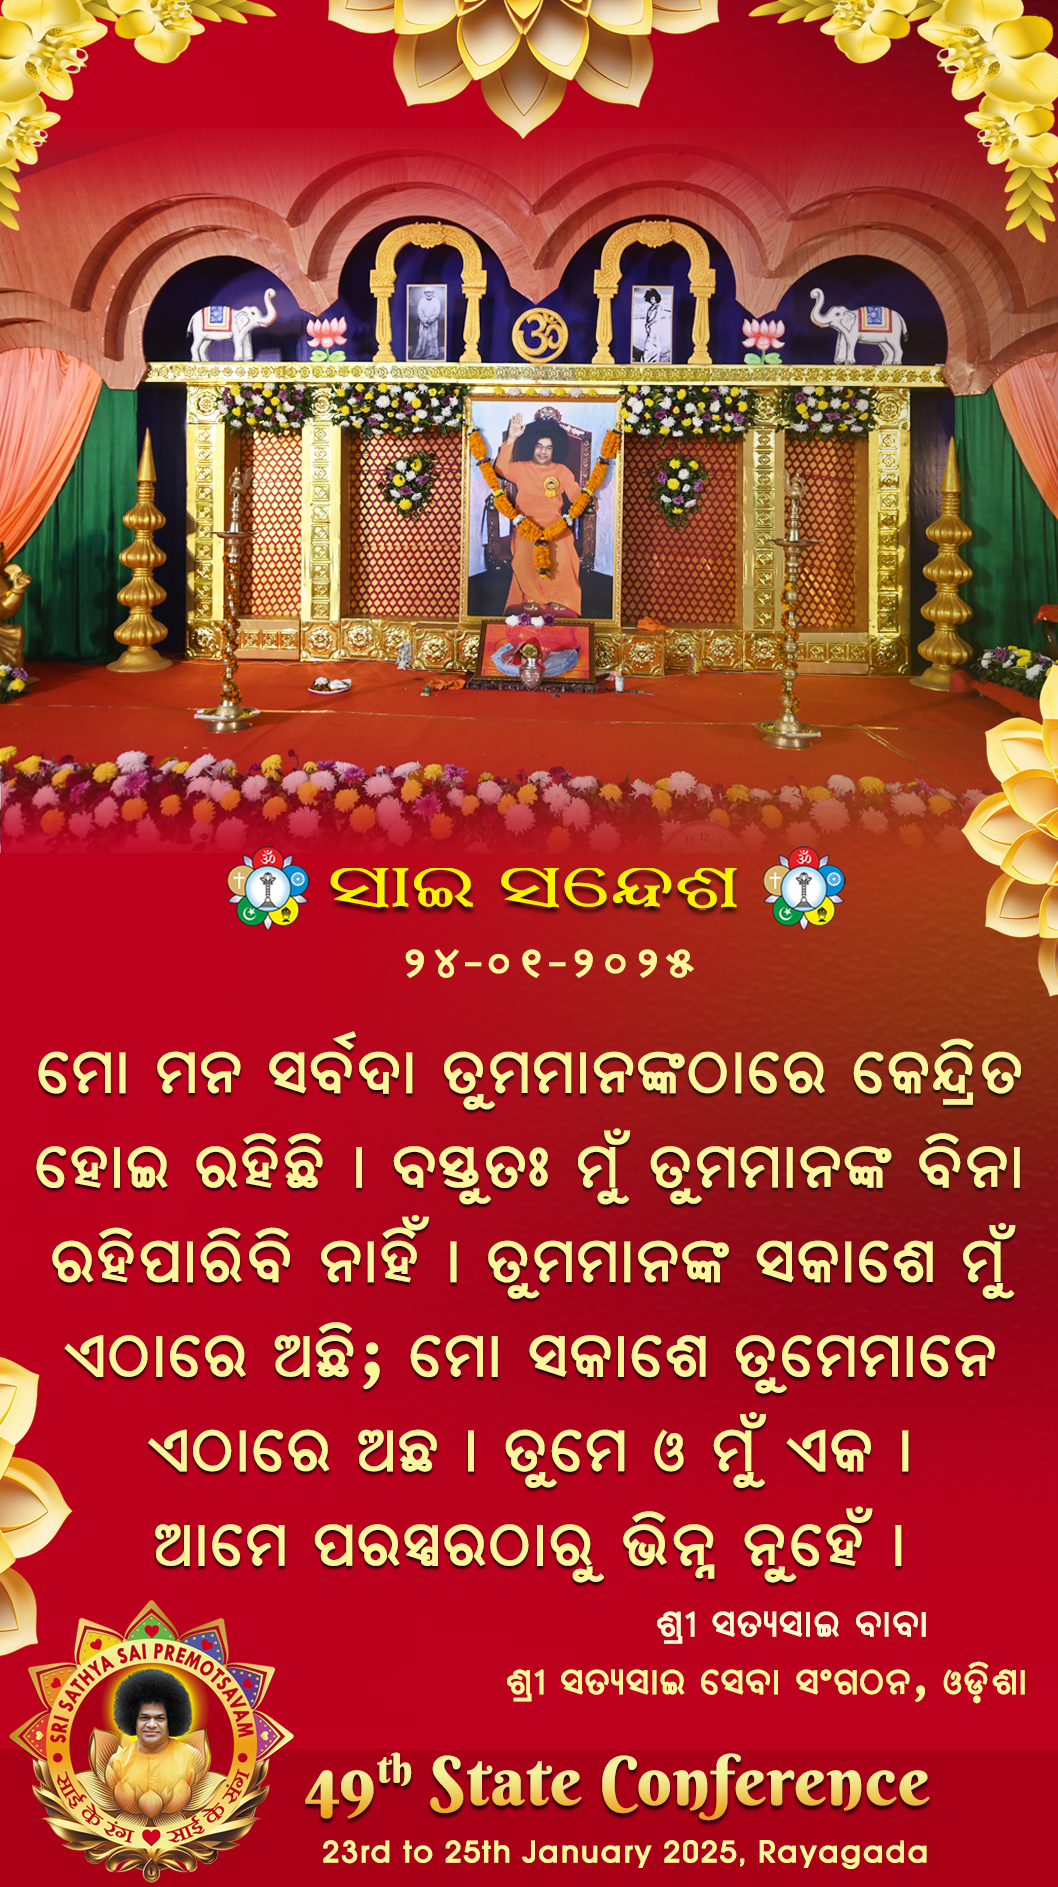 ସାଇ ସନ୍ଦେଶ
୨୪-୦୧-୨୦୨୫
ମୋ ମନ ସର୍ବଦା ତୁମମାନଙ୍କଠାରେ କେନ୍ଦ୍ରିତ
ହୋଇ ରହିଛି । ବସ୍ତୁତଃ ମୁଁ ତୁମମାନଙ୍କ ବିନା
ରହିପାରିବି ନାହିଁ । ତୁମମାନଙ୍କ ସକାଶେ ମୁଁ
ଏଠାରେ ଅଛି; ମୋ ସକାଶେ ତୁମେମାନେ
ଏଠାରେ ଅଛ । ତୁମେ ଓ ମୁଁ ଏକ ।
ଆମେ ପରସ୍ପରଠାରୁ ଭିନ୍ନ ନୁହେଁ ।
ଶ୍ରୀ ସତ୍ୟସାଇ ବାବା
ଶ୍ରୀ ସତ୍ୟସାଇ ସେବା ସଂଗଠନ, ଓଡ଼ିଶା
SRI SATHYA SAI PREMOTSAVAM
साई के रंग साई के संग
49th State Conference
23rd to 25th January 2025, Rayagada